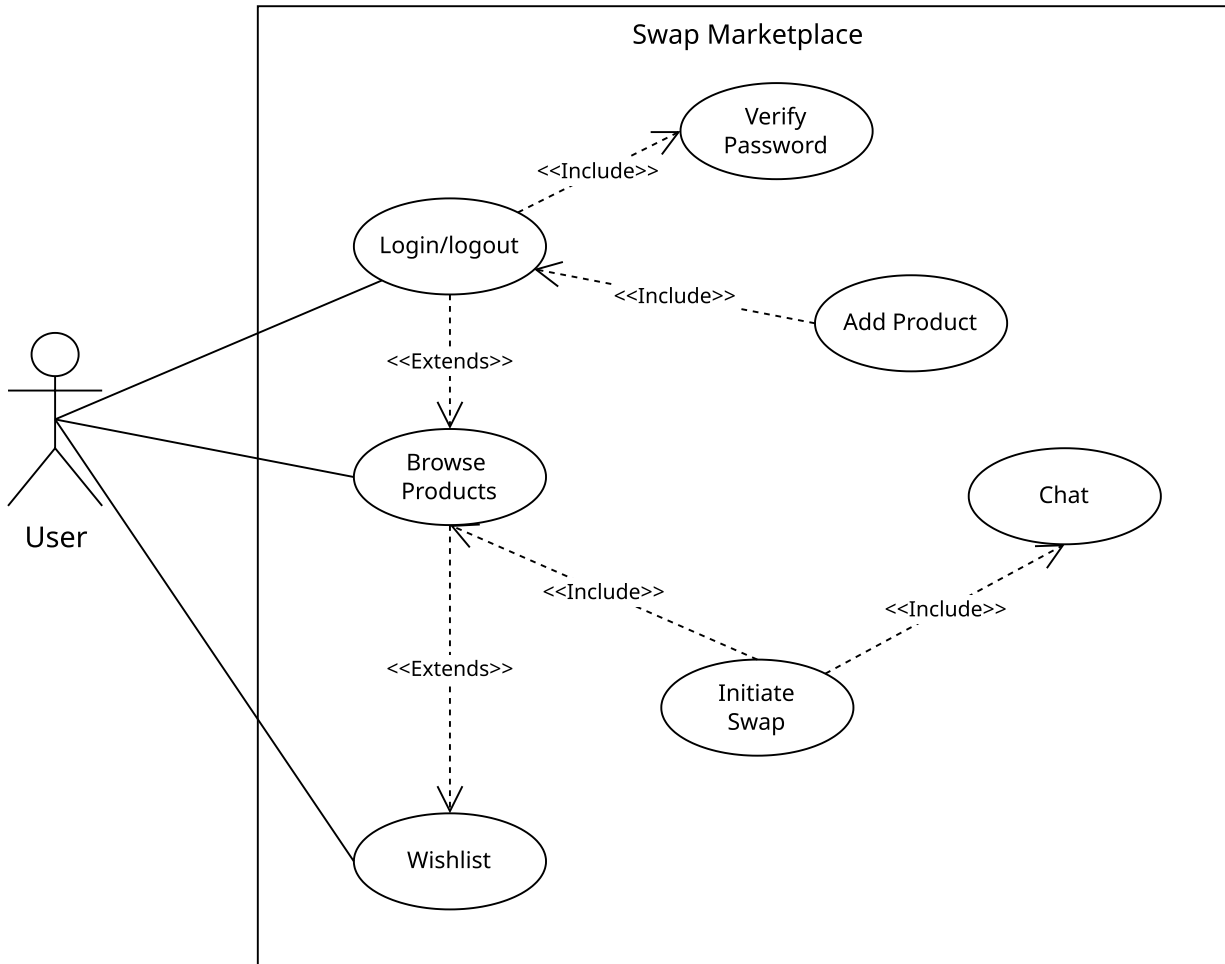 Swap Marketplace
Verify
Password
<<Include>>
Login/logout
<<Include>>
Add Product
<<Extends>>
Browse
Products
Chat
User
<<Include>>
<<Include>>
<<Extends>>
Initiate
Swap
Wishlist